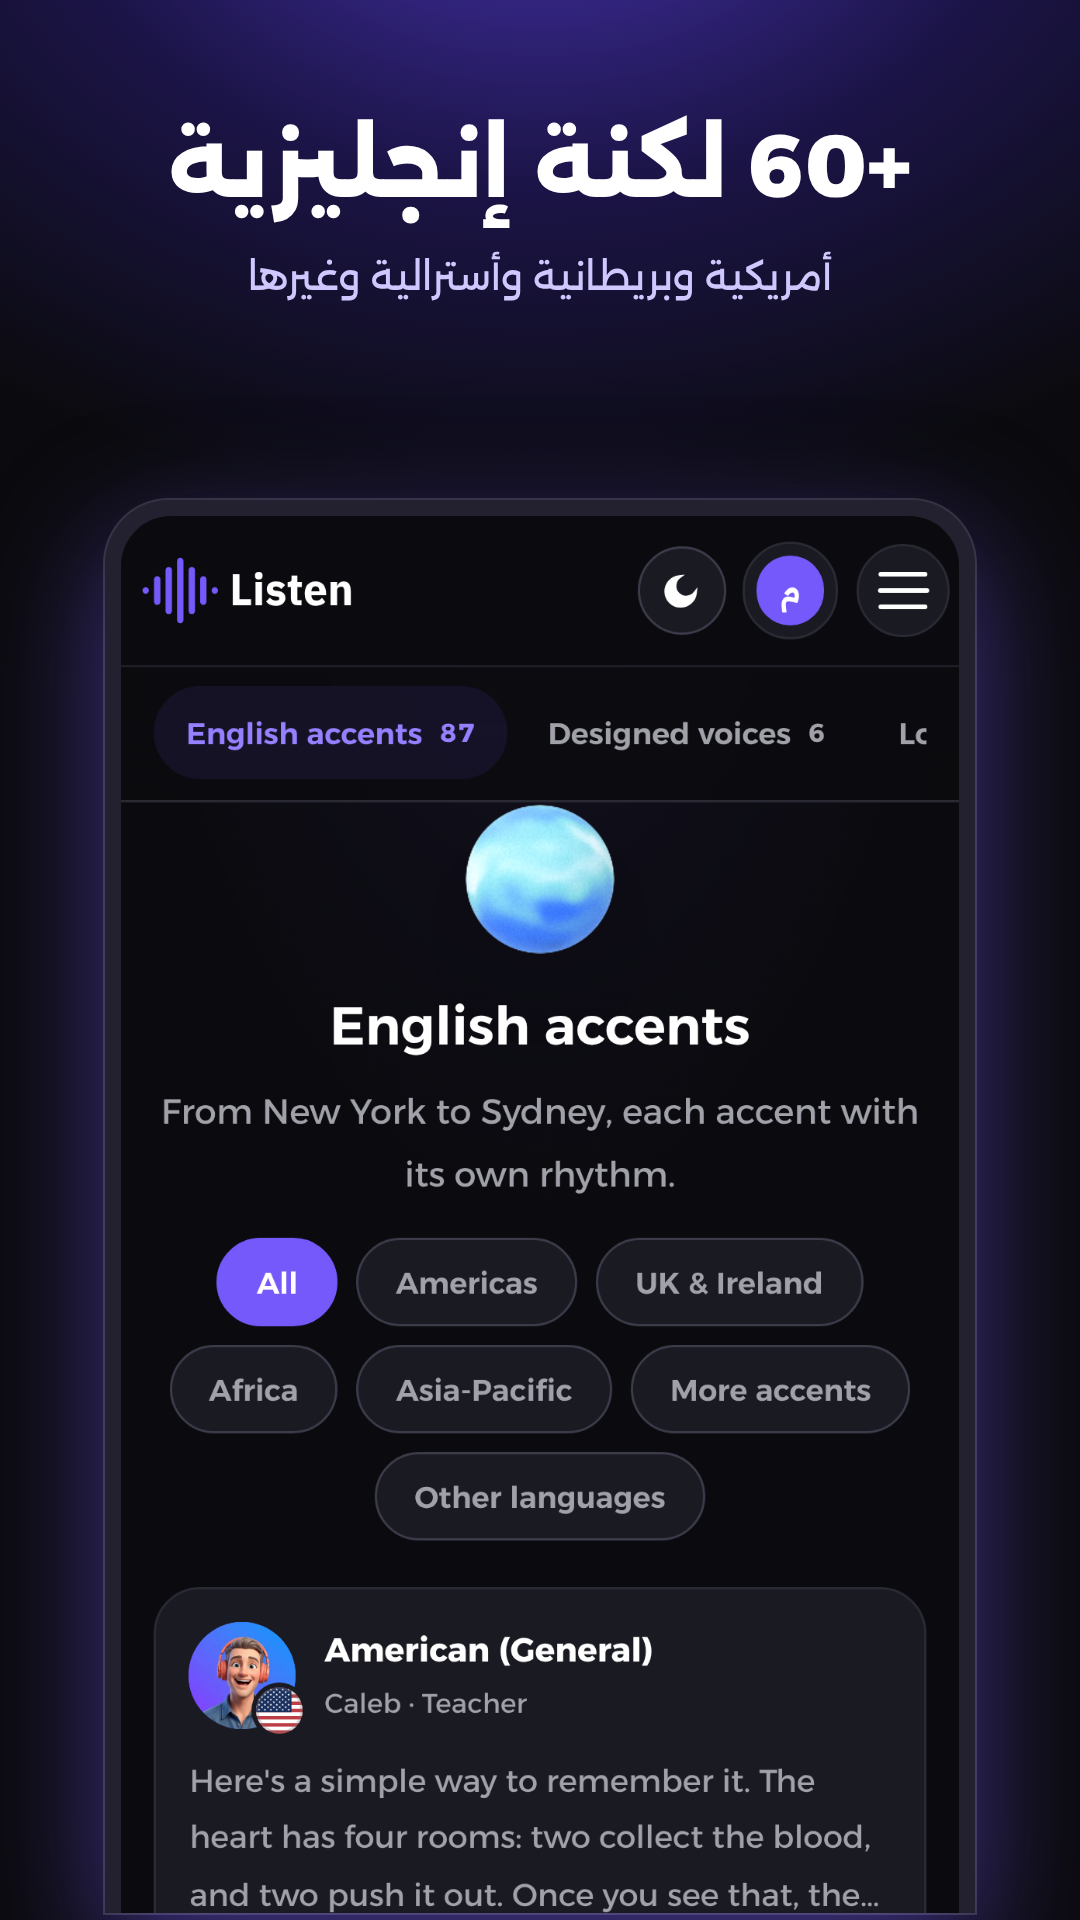 +60 لكنة إنجليزية
أمريكية وبريطانية وأسترالية وغيرها
Listen
م
English accents 87
Designed voices 6
English accents
From New York to Sydney, each accent with
its own rhythm.
All
Americas
UK & Ireland
Africa
Asia-Pacific
More accents
Other languages
American (General)
Caleb · Teacher
Here's a simple way to remember it. The
heart has four rooms: two collect the blood,
and two push it out. Once you see that, the...